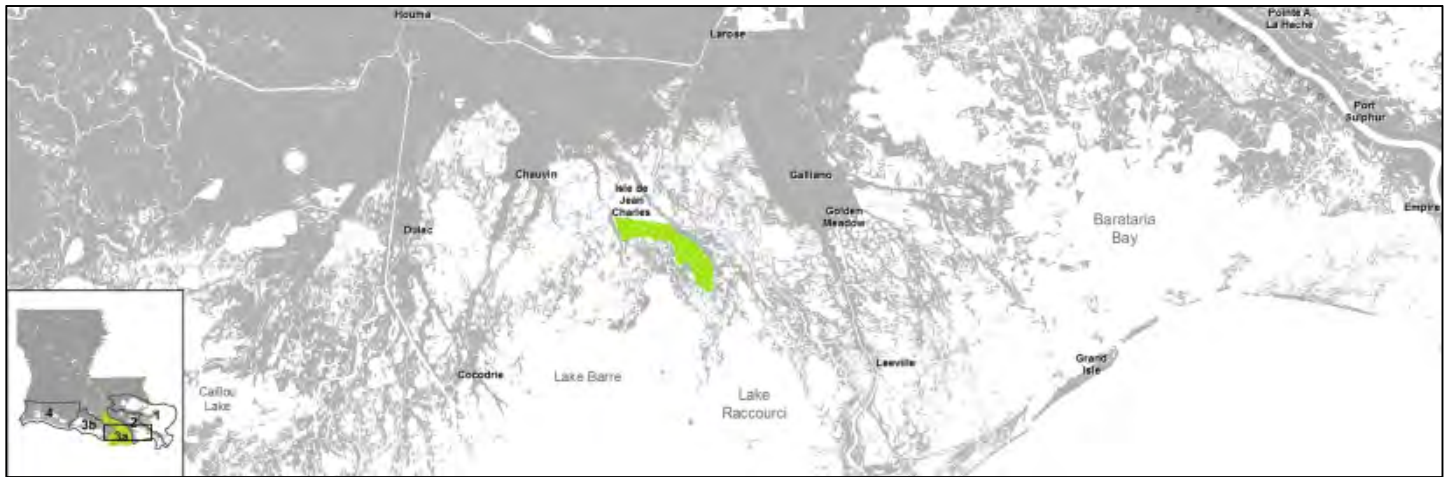 Houma
Larose
Pointe A
La Hache
Port
Sulphur
Empire
Chauvin
Isle de
Jean
Charles
Galliano
Golden
Meadow
Barataria
Bay
Dulac
Cocodrie
Lake Barre
Lake
Raccourci
Leeville
Grand
Isle
Caillou
Lake
4
3b
3a
2
1